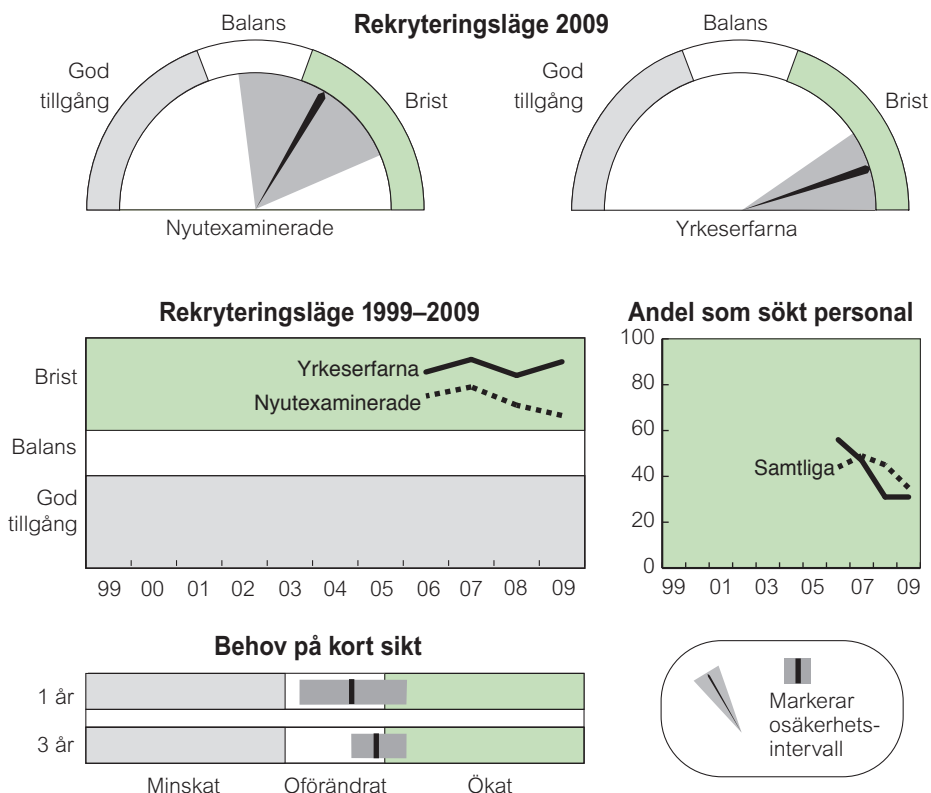 Rekryteringsläge 2009
Balans
God
tillgång
Brist
Nyutexaminerade
Balans
God
tillgång
Brist
Yrkeserfarna
Rekryteringsläge 1999–2009
Brist
Balans
God
tillgång
Yrkeserfarna
Nyutexaminerade
99 00 01 02 03 04 05 06 07 08 09
Andel som sökt personal
100
80
60
40
20
0
Samtliga
99 01 03 05 07 09
Behov på kort sikt
1 år
3 år
Minskat Oförändrat Ökat
Markerar
osäkerhets-
intervall